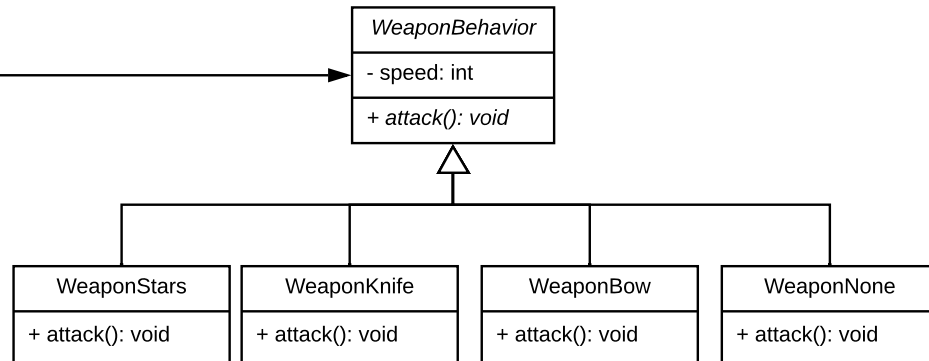 WeaponBehavior
- speed: int
+ attack(): void
WeaponStars
+ attack(): void
WeaponKnife
+ attack(): void
WeaponBow
+ attack(): void
WeaponNone
+ attack(): void